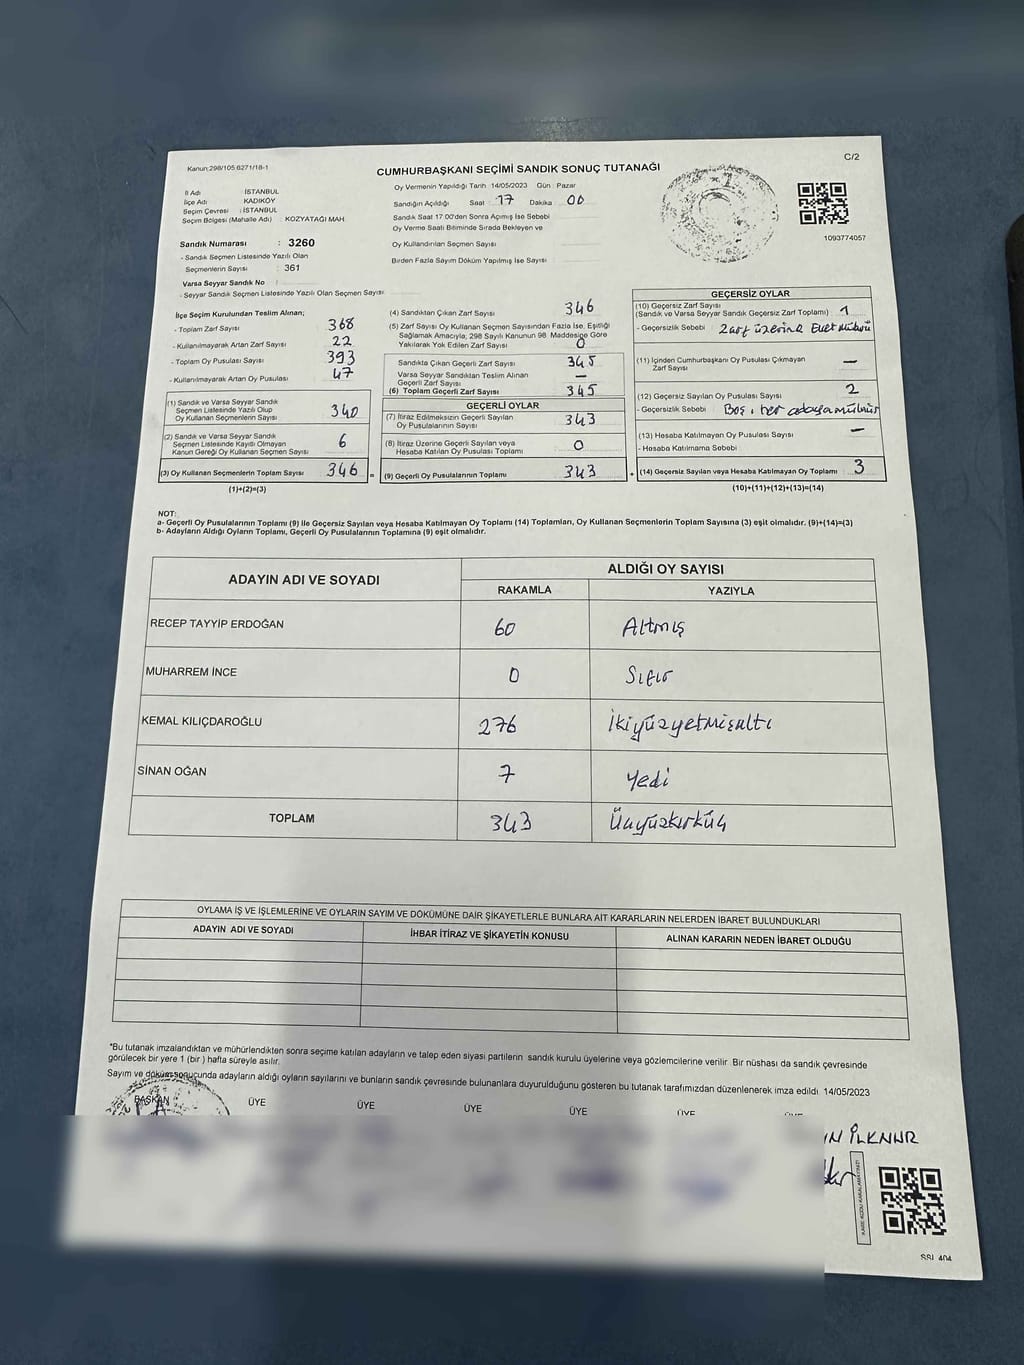 Kanun:298/105.6271/18-1
C/2
CUMHURBAŞKANI SEÇİMİ SANDIK SONUÇ TUTANAĞI
Oy Vermenin Yapıldığı Tarih 14/05/2023 Gün : Pazar
İl Adı : İSTANBUL
İlçe Adı : KADIKÖY
Seçim Çevresi : İSTANBUL
Seçim Bölgesi (Mahalle Adı) : KOZYATAĞI MAH.
Sandık Numarası : 3260
- Sandık Seçmen Listesinde Yazılı Olan
Seçmenlerin Sayısı : 361
Varsa Seyyar Sandık No :
- Seyyar Sandık Seçmen Listesinde Yazılı Olan Seçmen Sayısı
Sandığın Açıldığı Saat 17 Dakika 00
Sandık Saat 17.00'den Sonra Açımış İse Sebebi
Oy Verme Saati Bitiminde Sırada Bekleyen ve
Oy Kullandırılan Seçmen Sayısı
Birden Fazla Sayım Döküm Yapılmış İse Sayısı
1093774057
İlçe Seçim Kurulundan Teslim Alınan;
- Toplam Zarf Sayısı 368
- Kullanılmayarak Artan Zarf Sayısı 22
- Toplam Oy Pusulası Sayısı 393
- Kullanılmayarak Artan Oy Pusulası 47
(1) Sandık ve Varsa Seyyar Sandık
Seçmen Listesinde Yazılı Olup
Oy Kullanan Seçmenlerin Sayısı 340
(2) Sandık ve Varsa Seyyar Sandık
Seçmen Listesinde Kayıtlı Olmayan
Kanun Gereği Oy Kullanan Seçmen Sayısı 6
(3) Oy Kullanan Seçmenlerin Toplam Sayısı 346 =
(1)+(2)=(3)
(4) Sandıktan Çıkan Zarf Sayısı 346
(5) Zarf Sayısı Oy Kullanan Seçmen Sayısından Fazla İse, Eşitliği
Sağlamak Amacıyla, 298 Sayılı Kanunun 98. Maddesine Göre
Yakılarak Yok Edilen Zarf Sayısı 0
Sandıkta Çıkan Geçerli Zarf Sayısı 345
Varsa Seyyar Sandıktan Teslim Alınan
Geçerli Zarf Sayısı —
(6) Toplam Geçerli Zarf Sayısı 345
GEÇERLİ OYLAR
(7) İtiraz Edilmeksizin Geçerli Sayılan
Oy Pusulalarının Sayısı 343
(8) İtiraz Üzerine Geçerli Sayılan veya
Hesaba Katılan Oy Pusulası Toplamı 0
(9) Geçerli Oy Pusulalarının Toplamı 343 +
GEÇERSİZ OYLAR
(10) Geçersiz Zarf Sayısı
(Sandık ve Varsa Seyyar Sandık Geçersiz Zarf Toplamı) 1
- Geçersizlik Sebebi : Zarf üzerine Evet mührü
(11) İçinden Cumhurbaşkanı Oy Pusulası Çıkmayan
Zarf Sayısı —
(12) Geçersiz Sayılan Oy Pusulası Sayısı 2
- Geçersizlik Sebebi Boş, her adaya mühür
(13) Hesaba Katılmayan Oy Pusulası Sayısı —
- Hesaba Katılmama Sebebi :
(14) Geçersiz Sayılan veya Hesaba Katılmayan Oy Toplamı 3
(10)+(11)+(12)+(13)=(14)
NOT:
a- Geçerli Oy Pusulalarının Toplamı (9) ile Geçersiz Sayılan veya Hesaba Katılmayan Oy Toplamı (14) Toplamları, Oy Kullanan Seçmenlerin Toplam Sayısına (3) eşit olmalıdır. (9)+(14)=(3)
b- Adayların Aldığı Oyların Toplamı, Geçerli Oy Pusulalarının Toplamına (9) eşit olmalıdır.
ADAYIN ADI VE SOYADI
ALDIĞI OY SAYISI
RAKAMLA YAZIYLA
RECEP TAYYİP ERDOĞAN 60 Altmış
MUHARREM İNCE 0 Sıfır
KEMAL KILIÇDAROĞLU 276 İkiyüzyetmişaltı
SİNAN OĞAN 7 Yedi
TOPLAM 343 Üçyüzkırküç
OYLAMA İŞ VE İŞLEMLERİNE VE OYLARIN SAYIM VE DÖKÜMÜNE DAİR ŞİKAYETLERLE BUNLARA AİT KARARLARIN NELERDEN İBARET BULUNDUKLARI
ADAYIN ADI VE SOYADI İHBAR İTİRAZ VE ŞİKAYETİN KONUSU ALINAN KARARIN NEDEN İBARET OLDUĞU
*Bu tutanak imzalandıktan ve mühürlendikten sonra seçime katılan adayların ve talep eden siyasi partilerin sandık kurulu üyelerine veya gözlemcilerine verilir. Bir nüshası da sandık çevresinde
görülecek bir yere 1 (bir ) hafta süreyle asılır.
Sayım ve döküm sonucunda adayların aldığı oyların sayılarını ve bunların sandık çevresinde bulunanlara duyurulduğunu gösteren bu tutanak tarafımızdan düzenlenerek imza edildi. 14/05/2023
BAŞKAN ÜYE ÜYE ÜYE ÜYE ÜYE
İLKNUR
KARE KODU KARALAMAYINIZ!